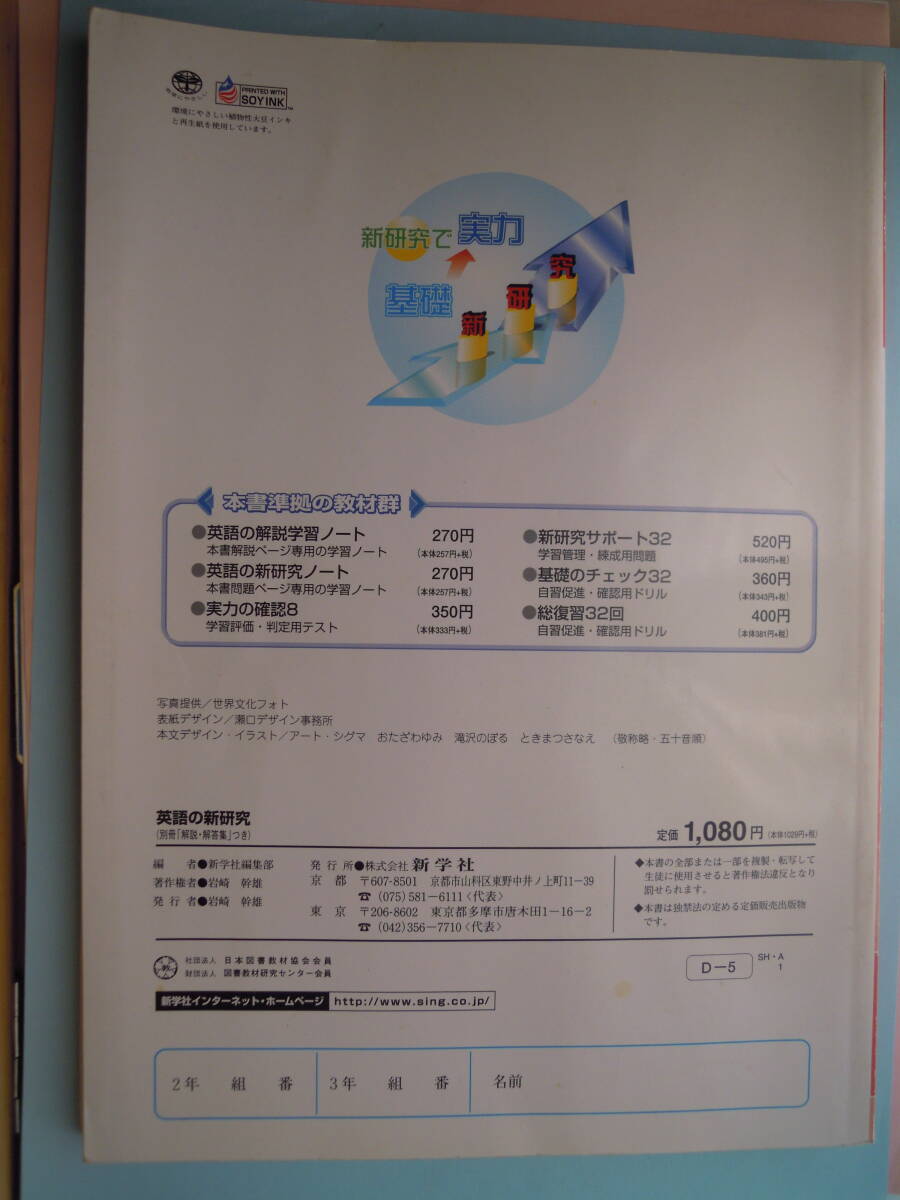 地球にやさしい
PRINTED WITH
SOY INK™
環境にやさしい植物性大豆インキ
と再生紙を使用しています。
新研究で実力
基礎
新研究
本書準拠の教材群
●英語の解説学習ノート 270円
本書解説ページ専用の学習ノート (本体257円+税)
●英語の新研究ノート 270円
本書問題ページ専用の学習ノート (本体257円+税)
●実力の確認8 350円
学習評価・判定用テスト (本体333円+税)
●新研究サポート32 520円
学習管理・錬成用問題 (本体495円+税)
●基礎のチェック32 360円
自習促進・確認用ドリル (本体343円+税)
●総復習32回 400円
自習促進・確認用ドリル (本体381円+税)
写真提供/世界文化フォト
表紙デザイン/瀬口デザイン事務所
本文デザイン・イラスト/アート・シグマ おたざわゆみ 滝沢のぼる ときまつさなえ (敬称略・五十音順)
英語の新研究
(別冊「解説・解答集」つき)
定価 1,080円 (本体1029円+税)
編者●新学社編集部
著作権者●岩崎 幹雄
発行者●岩崎 幹雄
発行所●株式会社 新学社
京都 〒607-8501 京都市山科区東野中井ノ上町11-39
☎(075)581-6111<代表>
東京 〒206-8602 東京都多摩市唐木田1-16-2
☎(042)356-7710<代表>
◆本書の全部または一部を複製・転写して
生徒に使用させると著作権法違反となり
罰せられます。
◆本書は独禁法の定める定価販売出版物
です。
社団法人 日本図書教材協会会員
財団法人 図書教材研究センター会員
D-5
SH・A
1
新学社インターネット・ホームページ http://www.sing.co.jp/
2年 組 番 3年 組 番 名前